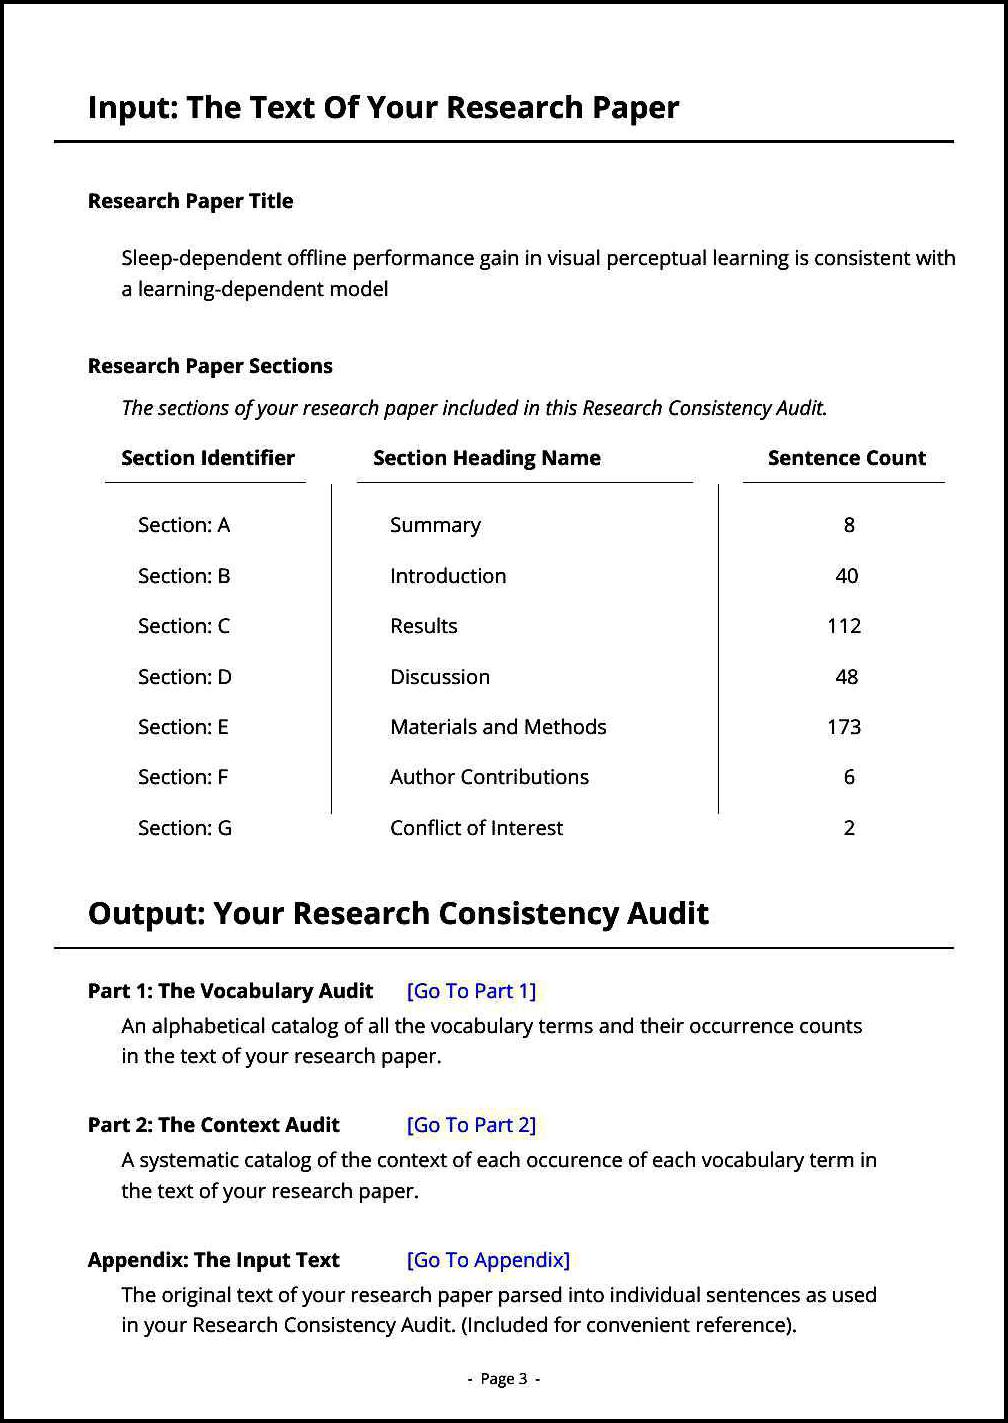 Input: The Text Of Your Research Paper
Research Paper Title
Sleep-dependent offline performance gain in visual perceptual learning is consistent with
a learning-dependent model
Research Paper Sections
The sections of your research paper included in this Research Consistency Audit.
Section Identifier Section Heading Name Sentence Count
Section: A Summary 8
Section: B Introduction 40
Section: C Results 112
Section: D Discussion 48
Section: E Materials and Methods 173
Section: F Author Contributions 6
Section: G Conflict of Interest 2
Output: Your Research Consistency Audit
Part 1: The Vocabulary Audit [Go To Part 1]
An alphabetical catalog of all the vocabulary terms and their occurrence counts
in the text of your research paper.
Part 2: The Context Audit [Go To Part 2]
A systematic catalog of the context of each occurence of each vocabulary term in
the text of your research paper.
Appendix: The Input Text [Go To Appendix]
The original text of your research paper parsed into individual sentences as used
in your Research Consistency Audit. (Included for convenient reference).
- Page 3 -